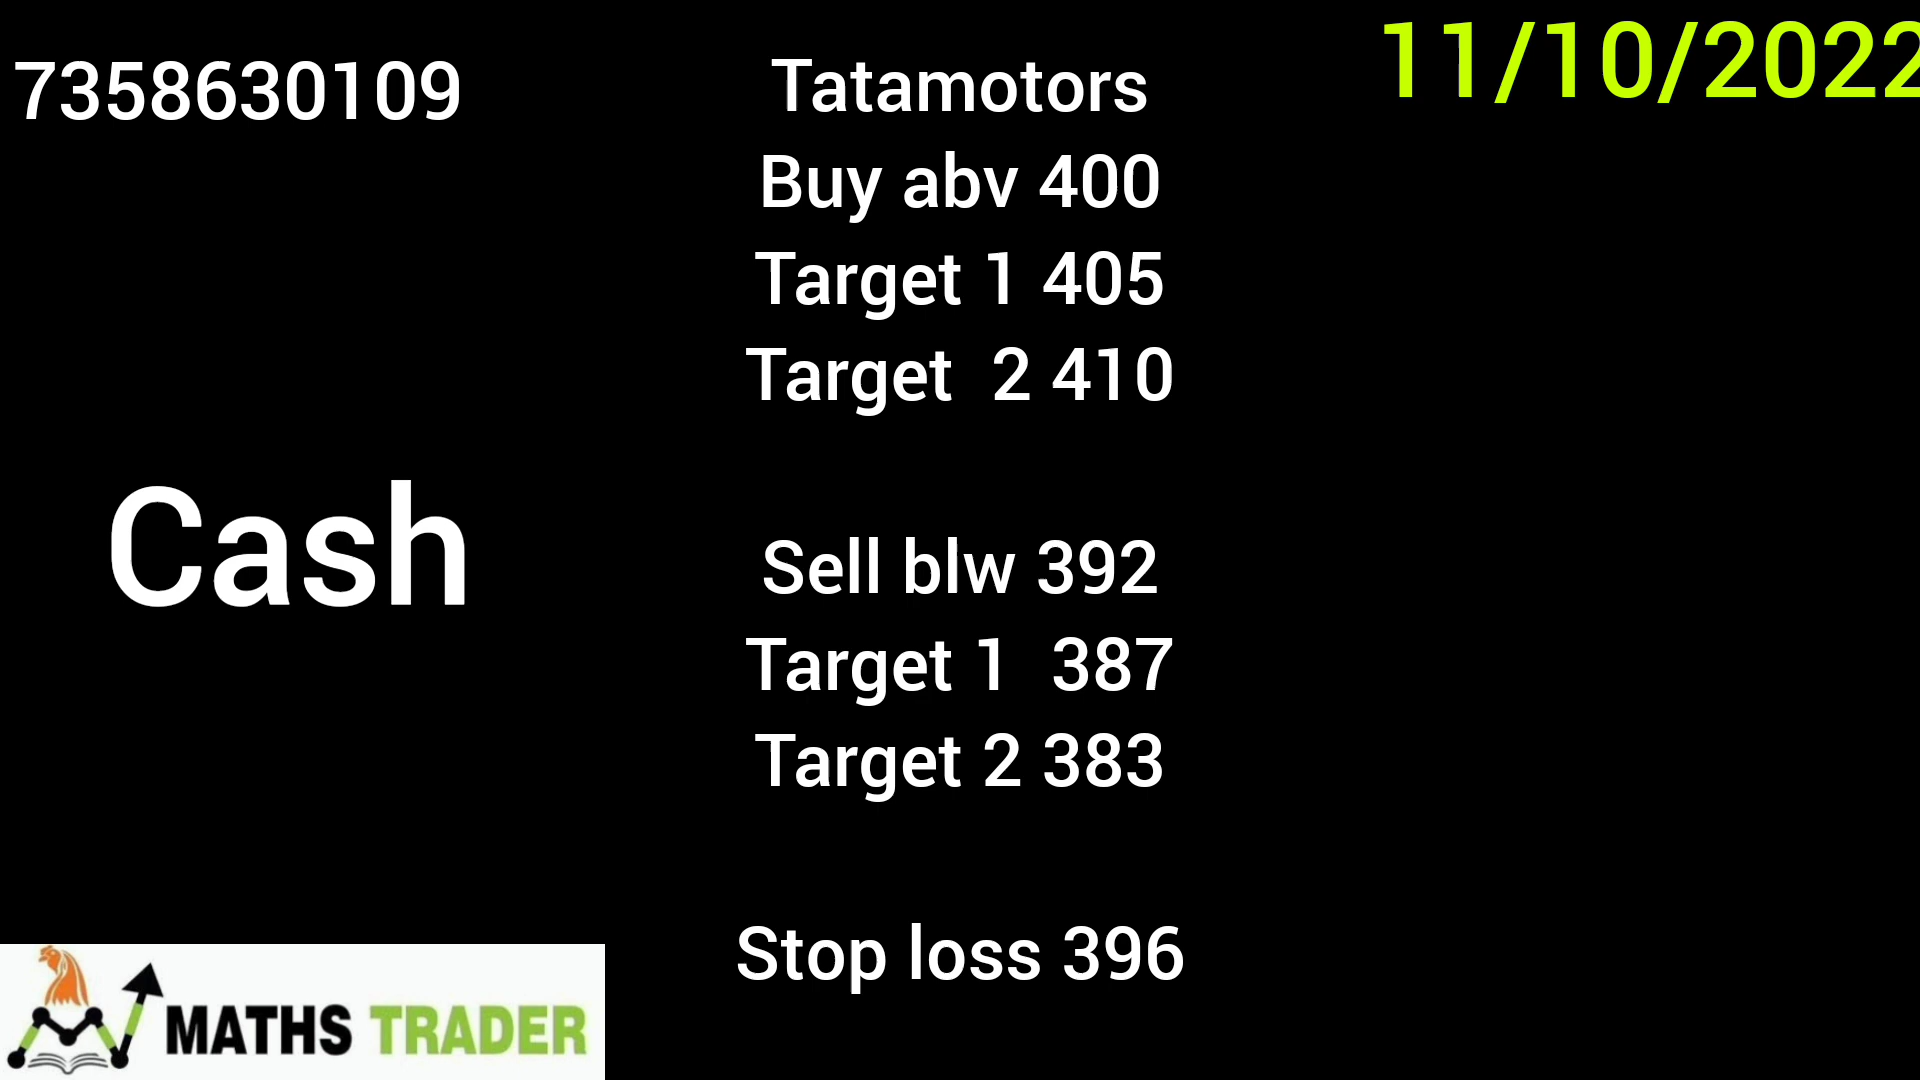 7358630109
11/10/2022
Tatamotors
Buy abv 400
Target 1 405
Target  2 410
Cash
Sell blw 392
Target 1  387
Target 2 383
Stop loss 396
MATHS TRADER